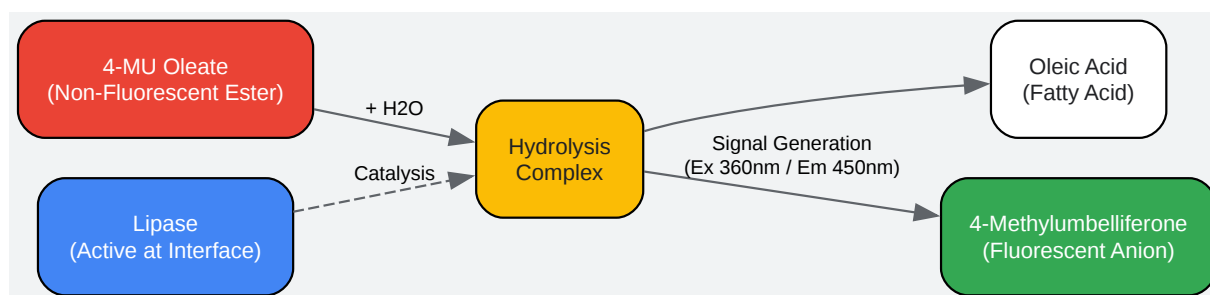 4-MU Oleate
(Non-Fluorescent Ester)
+ H2O
Lipase
(Active at Interface)
Catalysis
Hydrolysis
Complex
Signal Generation
(Ex 360nm / Em 450nm)
Oleic Acid
(Fatty Acid)
4-Methylumbelliferone
(Fluorescent Anion)